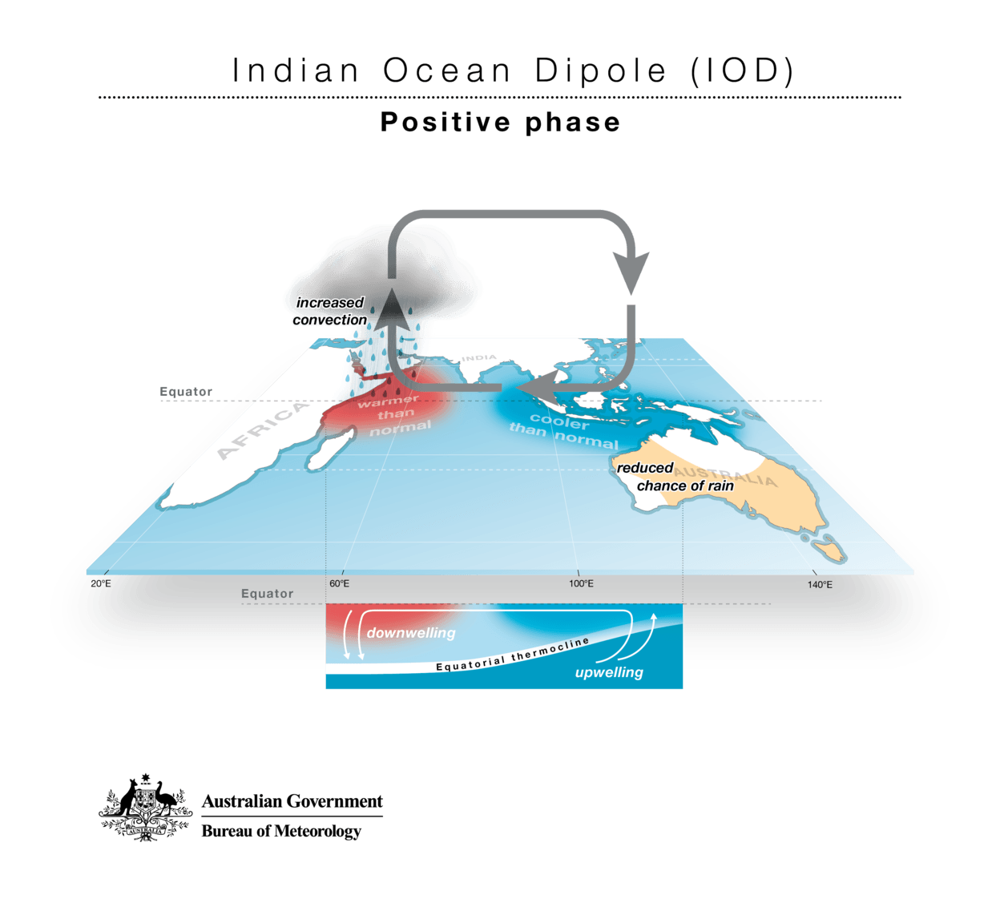 Indian Ocean Dipole (IOD)
Positive phase
increased
convection
INDIA
Equator
AFRICA
warmer
than
normal
cooler
than normal
reduced
chance of rain
AUSTRALIA
20°E
60°E
100°E
140°E
Equator
downwelling
Equatorial thermocline
upwelling
AUSTRALIA
Australian Government
Bureau of Meteorology